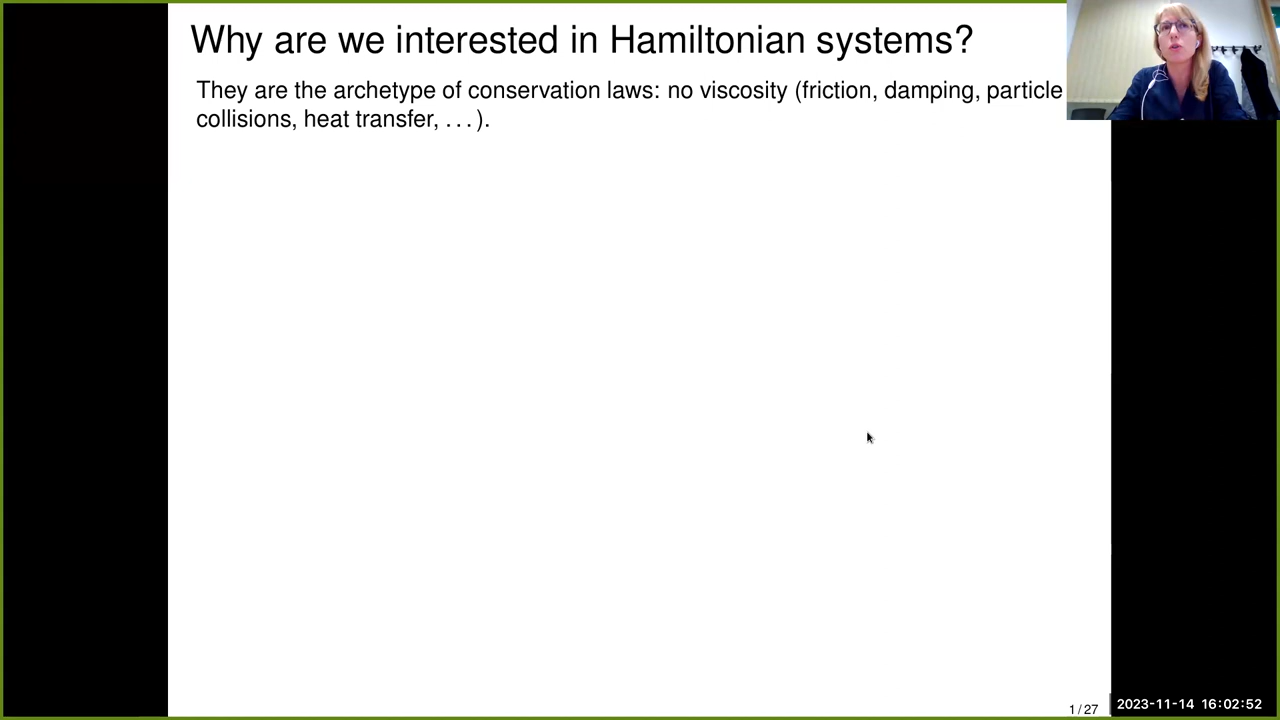 Why are we interested in Hamiltonian systems?
They are the archetype of conservation laws: no viscosity (friction, damping, particle
collisions, heat transfer, ...).
1 / 27
2023-11-14 16:02:52